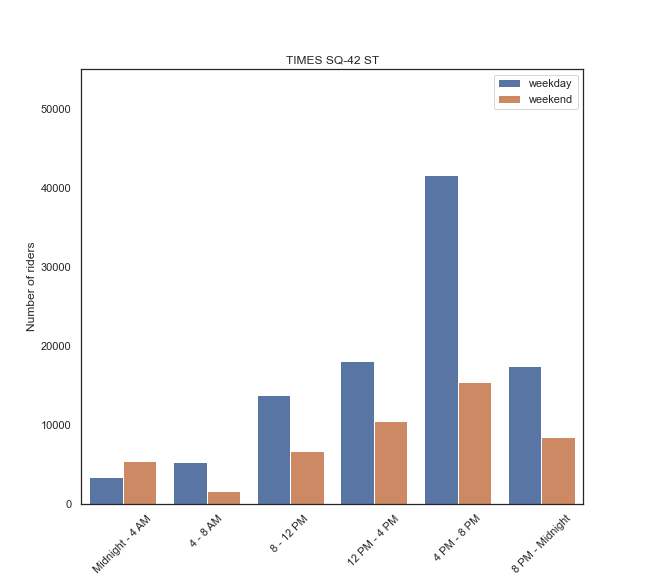 TIMES SQ-42 ST
weekday
weekend
50000
40000
30000
20000
10000
0
Number of riders
Midnight - 4 AM
4 - 8 AM
8 - 12 PM
12 PM - 4 PM
4 PM - 8 PM
8 PM - Midnight